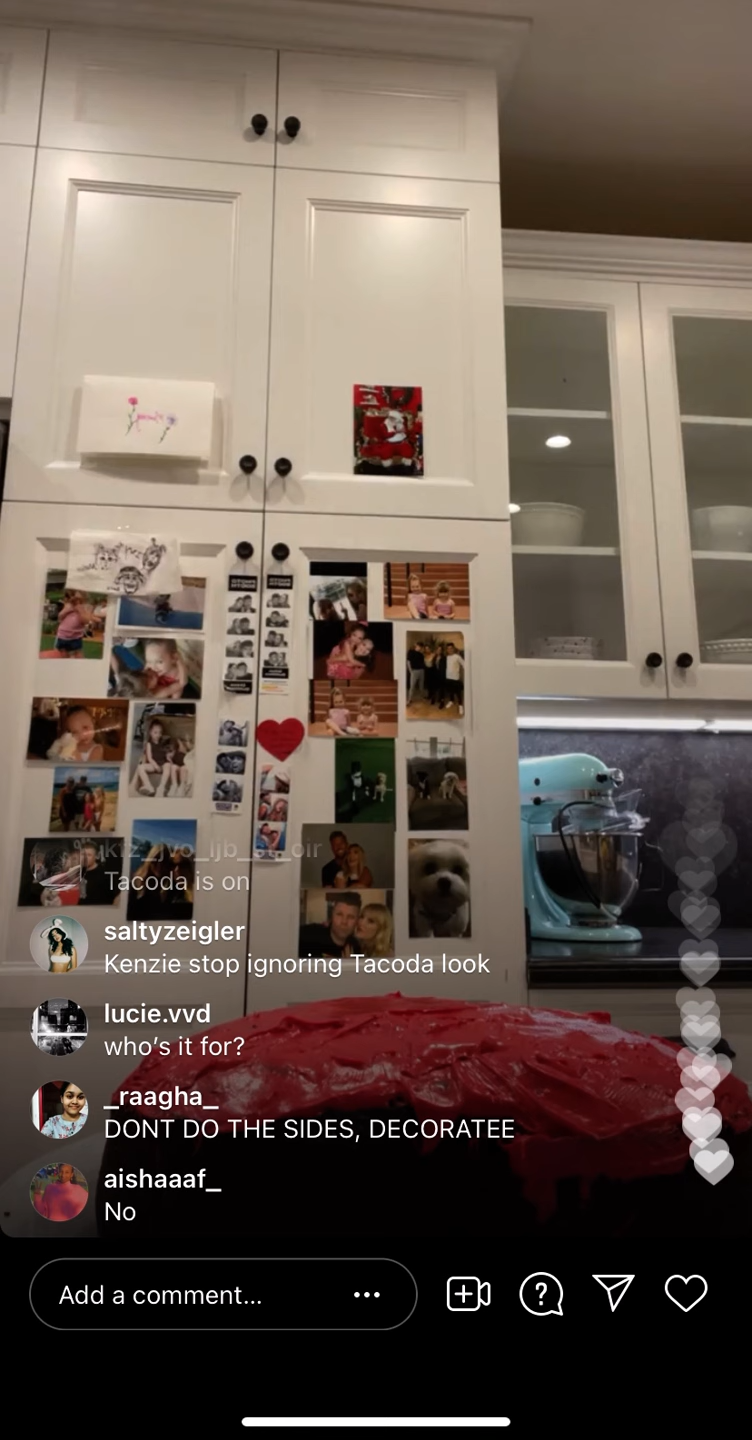 Tacoda is on
saltyzeigler
Kenzie stop ignoring Tacoda look
lucie.vvd
who's it for?
_raagha_
DONT DO THE SIDES, DECORATEE
aishaaaf_
No
Add a comment...